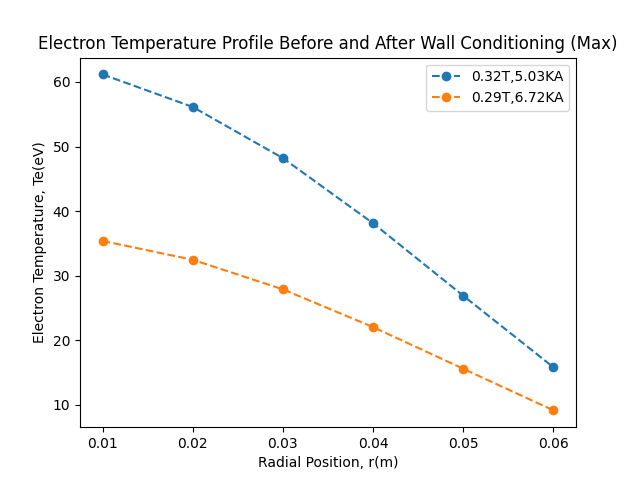 Electron Temperature Profile Before and After Wall Conditioning (Max)
0.32T,5.03KA
0.29T,6.72KA
Electron Temperature, Te(eV)
60
50
40
30
20
10
0.01 0.02 0.03 0.04 0.05 0.06
Radial Position, r(m)